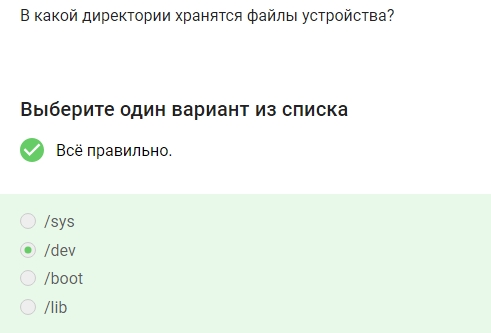 В какой директории хранятся файлы устройства?
Выберите один вариант из списка
Всё правильно.
/sys
/dev
/boot
/lib